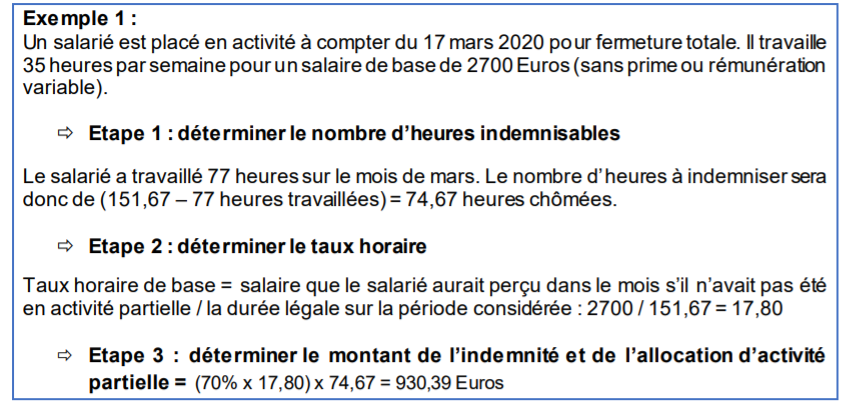 Exemple 1 :
Un salarié est placé en activité à compter du 17 mars 2020 pour fermeture totale. Il travaille
35 heures par semaine pour un salaire de base de 2700 Euros (sans prime ou rémunération
variable).
⇨ Etape 1 : déterminer le nombre d'heures indemnisables
Le salarié a travaillé 77 heures sur le mois de mars. Le nombre d'heures à indemniser sera
donc de (151,67 – 77 heures travaillées) = 74,67 heures chômées.
⇨ Etape 2 : déterminer le taux horaire
Taux horaire de base = salaire que le salarié aurait perçu dans le mois s'il n'avait pas été
en activité partielle / la durée légale sur la période considérée : 2700 / 151,67 = 17,80
⇨ Etape 3 : déterminer le montant de l'indemnité et de l'allocation d'activité
partielle = (70% x 17,80) x 74,67 = 930,39 Euros